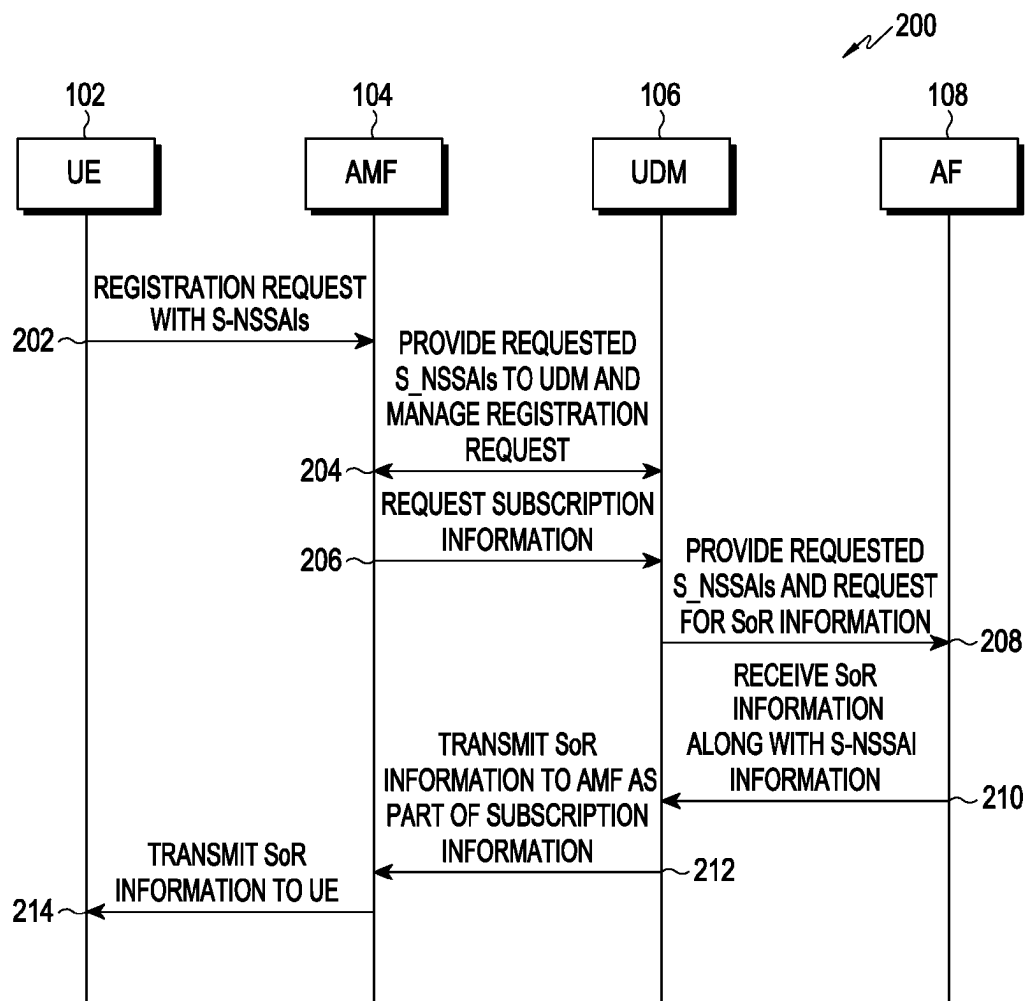 200
102
104
106
108
UE
AMF
UDM
AF
REGISTRATION REQUEST
WITH S-NSSAIs
202
PROVIDE REQUESTED
S_NSSAIs TO UDM AND
MANAGE REGISTRATION
REQUEST
204
REQUEST SUBSCRIPTION
INFORMATION
206
PROVIDE REQUESTED
S_NSSAIs AND REQUEST
FOR SoR INFORMATION
208
RECEIVE SoR
INFORMATION
ALONG WITH S-NSSAI
INFORMATION
210
TRANSMIT SoR
INFORMATION TO AMF AS
PART OF SUBSCRIPTION
INFORMATION
212
TRANSMIT SoR
INFORMATION TO UE
214